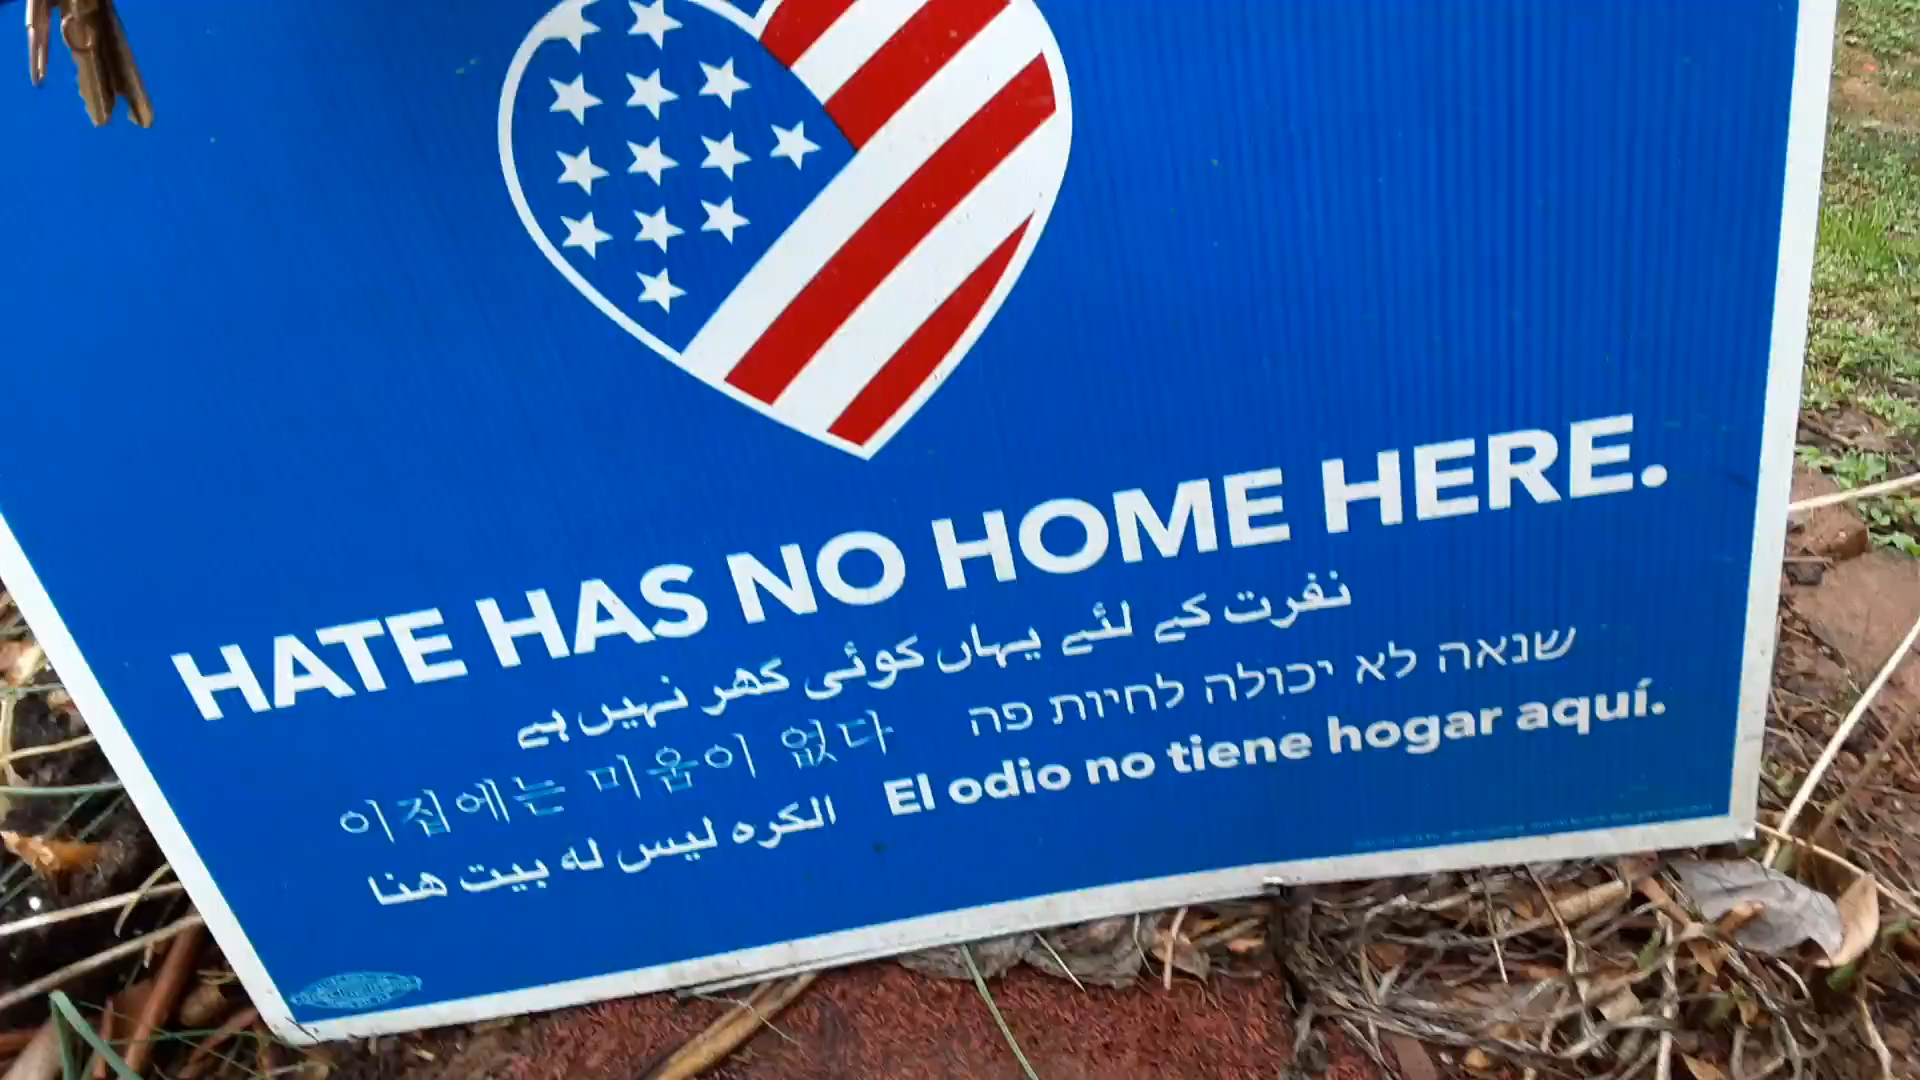 HATE HAS NO HOME HERE.
نفرت کے لئے یہاں کوئی کھر نہیں ہے
שנאה לא יכולה לחיות פה
이집에는 미움이 없다
El odio no tiene hogar aquí.
الكره ليس له بيت هنا